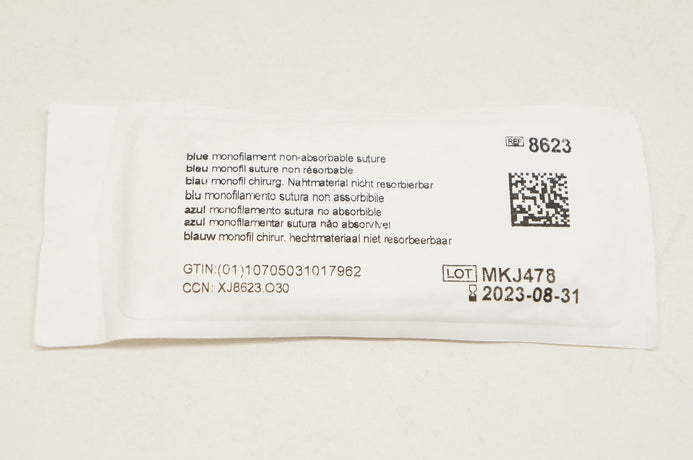 REF 8623
blue monofilament non-absorbable suture
bleu monofil suture non résorbable
blau monofil chirurg. Nahtmaterial nicht resorbierbar
blu monofilamento sutura non assorbibile
azul monofilamento sutura no absorbible
azul monofilamentar sutura não absorvível
blauw monofil chirur. hechtmateriaal niet resorbeerbaar
GTIN:(01)10705031017962
CCN: XJ8623.O30
LOT MKJ478
2023-08-31